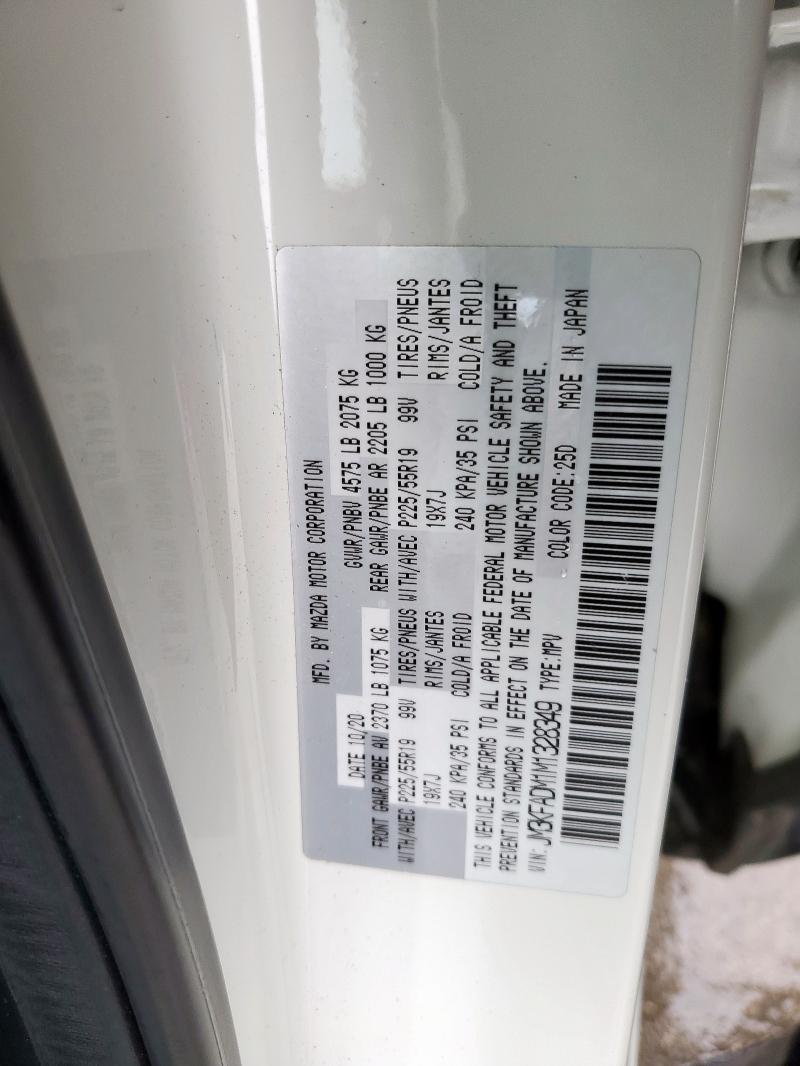 MFD. BY MAZDA MOTOR CORPORATION
DATE 10/20 GVWR/PNBV 4575 LB 2075 KG
FRONT GAWR/PNBE AV 2370 LB 1075 KG REAR GAWR/PNBE AR 2205 LB 1000 KG
WITH/AVEC P225/55R19 99V TIRES/PNEUS WITH/AVEC P225/55R19 99V TIRES/PNEUS
19X7J RIMS/JANTES 19X7J RIMS/JANTES
240 KPA/35 PSI COLD/A FROID 240 KPA/35 PSI COLD/A FROID
THIS VEHICLE CONFORMS TO ALL APPLICABLE FEDERAL MOTOR VEHICLE SAFETY AND THEFT
PREVENTION STANDARDS IN EFFECT ON THE DATE OF MANUFACTURE SHOWN ABOVE.
VIN: JM3KFADM1M1328349 TYPE:MPV COLOR CODE:25D MADE IN JAPAN